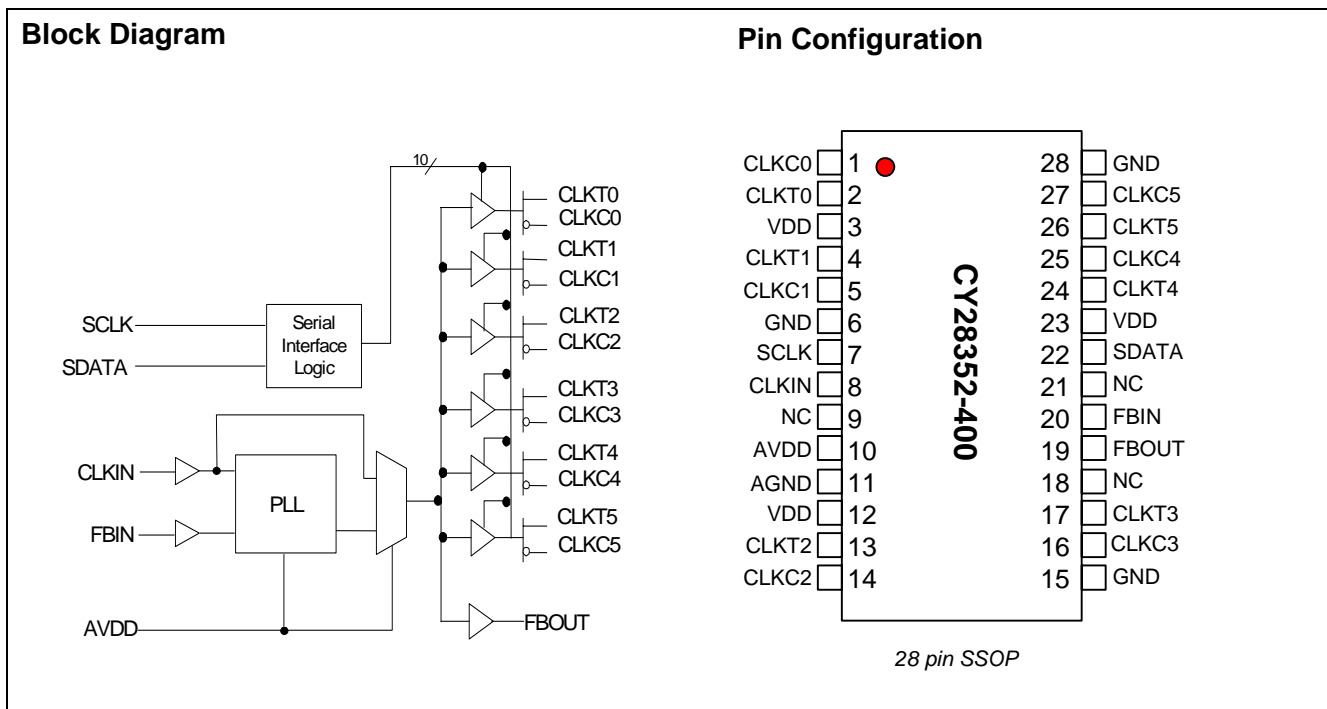 Block Diagram
10
CLKT0
CLKC0
CLKT1
CLKC1
CLKT2
CLKC2
CLKT3
CLKC3
CLKT4
CLKC4
CLKT5
CLKC5
SCLK
SDATA
Serial
Interface
Logic
CLKIN
FBIN
PLL
AVDD
FBOUT
Pin Configuration
CLKC0 1 28 GND
CLKT0 2 27 CLKC5
VDD 3 26 CLKT5
CLKT1 4 25 CLKC4
CLKC1 5 24 CLKT4
GND 6 23 VDD
SCLK 7 22 SDATA
CLKIN 8 21 NC
NC 9 20 FBIN
AVDD 10 19 FBOUT
AGND 11 18 NC
VDD 12 17 CLKT3
CLKT2 13 16 CLKC3
CLKC2 14 15 GND
CY28352-400
28 pin SSOP